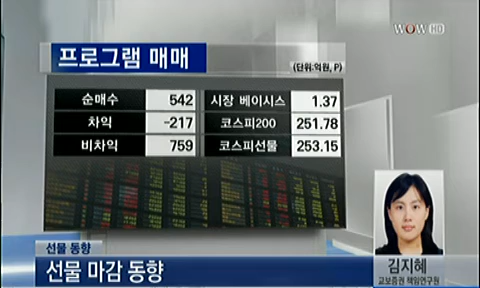 WOW HD
프로그램 매매
(단위:억원, P)
순매수 542 시장 베이시스 1.37
차익 -217 코스피200 251.78
비차익 759 코스피선물 253.15
선물 동향
선물 마감 동향
김지혜
교보증권 책임연구원